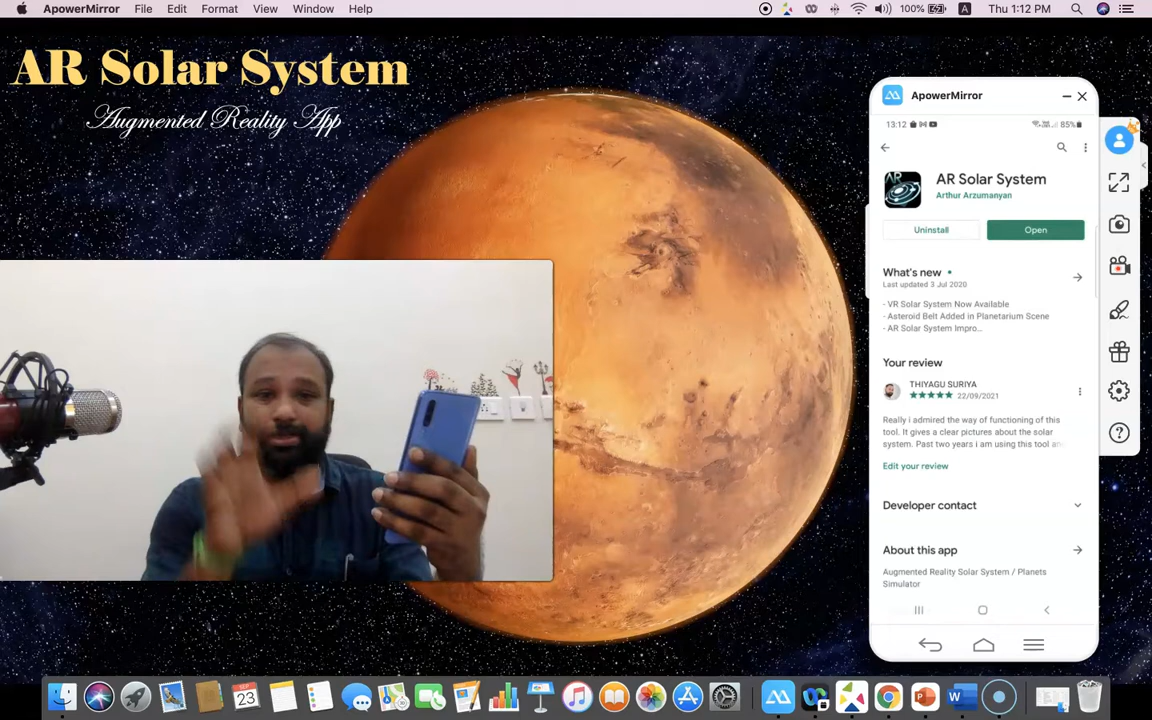 ApowerMirror File Edit Format View Window Help
100% A Thu 1:12 PM
AR Solar System
Augmented Reality App
ApowerMirror
13:12
85%
AR
AR Solar System
Arthur Arzumanyan
Uninstall
Open
What's new
Last updated 3 Jul 2020
- VR Solar System Now Available
- Asteroid Belt Added in Planetarium Scene
- AR Solar System Impro...
Your review
THIYAGU SURIYA
22/09/2021
Really i admired the way of functioning of this
tool. It gives a clear pictures about the solar
system. Past two years i am using this tool an
Edit your review
Developer contact
About this app
Augmented Reality Solar System / Planets
Simulator
SEP
23